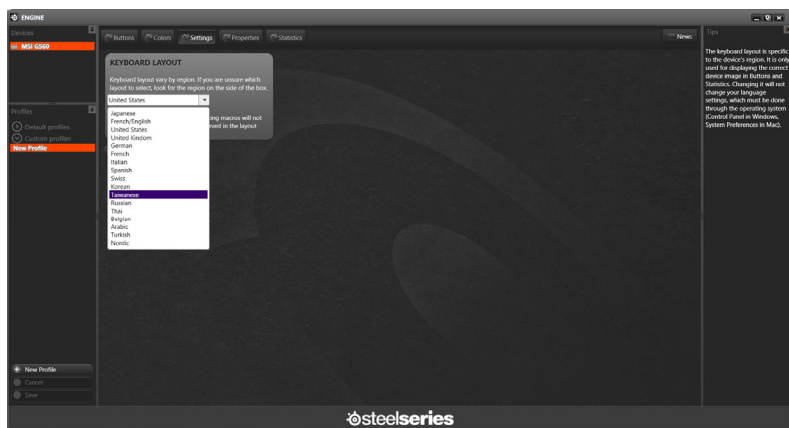 ENGINE
Devices
MSI GS60
Profiles
Default profiles
Custom profiles
New Profile
New Profile
Cancel
Save
Buttons
Colors
Settings
Properties
Statistics
News
KEYBOARD LAYOUT
Keyboard layout vary by region. If you are unsure which
layout to select, look for the region on the side of the box.
United States
ing macros will not
rved in the layout
Japanese
French/English
United States
United Kindom
German
French
Italian
Spanish
Swiss
Korean
Taiwanese
Russian
Thai
Belgian
Arabic
Turkish
Nordic
Tips
The keyboard layout is specific
to the device's region. It is only
used for displaying the correct
device image in Buttons and
Statistics. Changing it will not
change your language
settings, which must be done
through the operating system
(Control Panel in Windows,
System Preferences in Mac).
steelseries